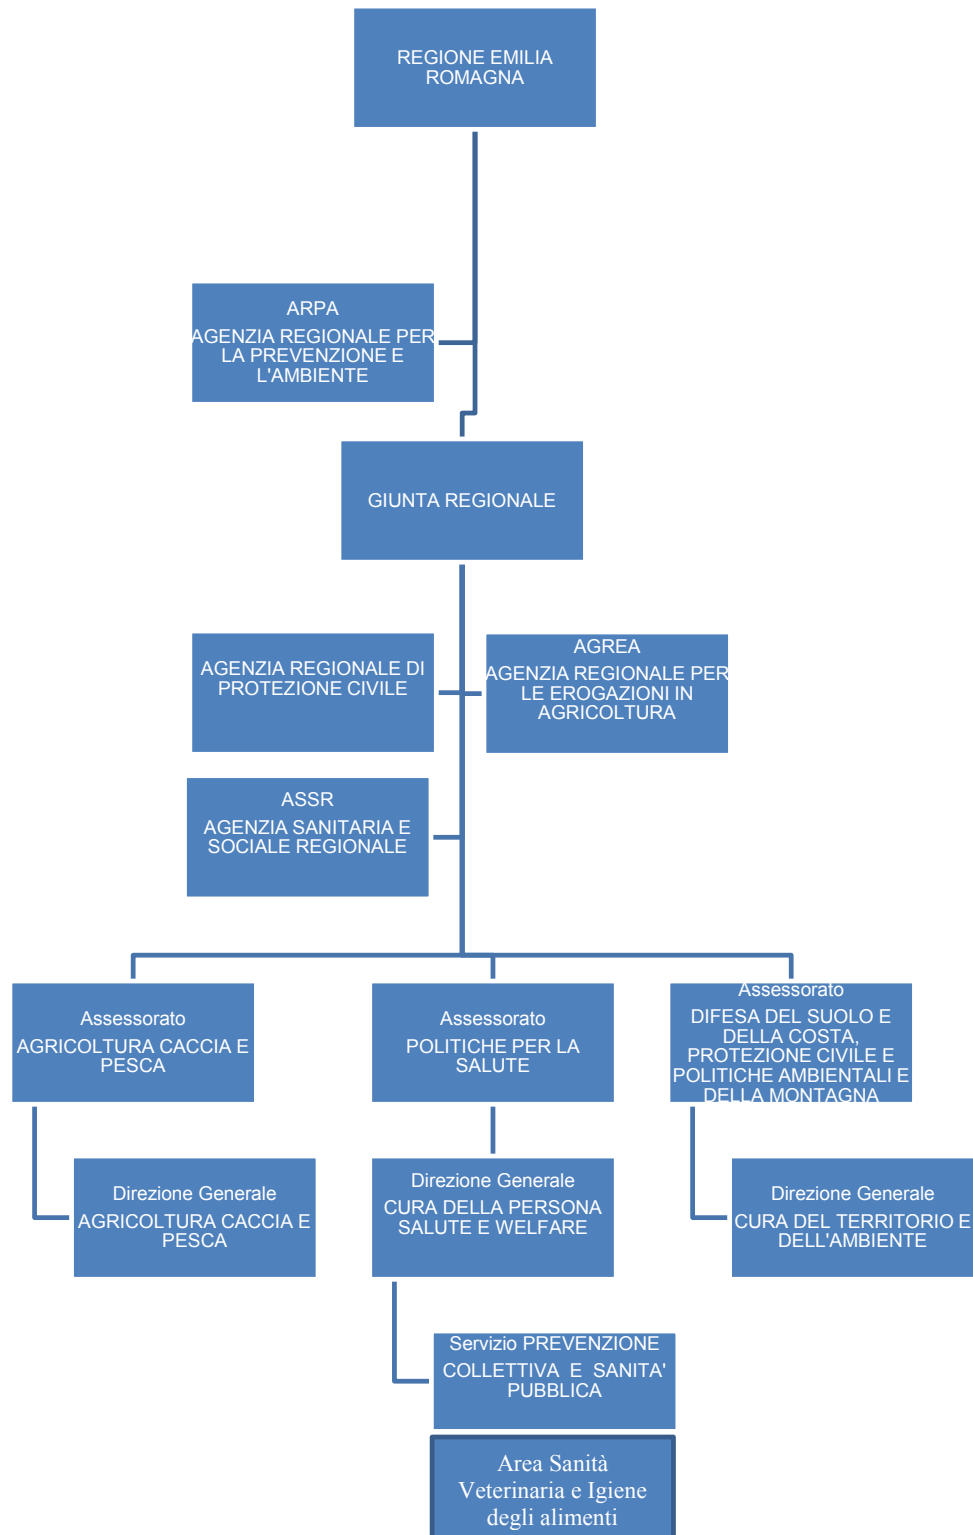 REGIONE EMILIA
ROMAGNA
ARPA
AGENZIA REGIONALE PER
LA PREVENZIONE E
L'AMBIENTE
GIUNTA REGIONALE
AGENZIA REGIONALE DI
PROTEZIONE CIVILE
AGREA
AGENZIA REGIONALE PER
LE EROGAZIONI IN
AGRICOLTURA
ASSR
AGENZIA SANITARIA E
SOCIALE REGIONALE
Assessorato
AGRICOLTURA CACCIA E
PESCA
Assessorato
POLITICHE PER LA
SALUTE
Assessorato
DIFESA DEL SUOLO E
DELLA COSTA,
PROTEZIONE CIVILE E
POLITICHE AMBIENTALI E
DELLA MONTAGNA
Direzione Generale
AGRICOLTURA CACCIA E
PESCA
Direzione Generale
CURA DELLA PERSONA
SALUTE E WELFARE
Direzione Generale
CURA DEL TERRITORIO E
DELL'AMBIENTE
Servizio PREVENZIONE
COLLETTIVA E SANITA'
PUBBLICA
Area Sanità
Veterinaria e Igiene
degli alimenti